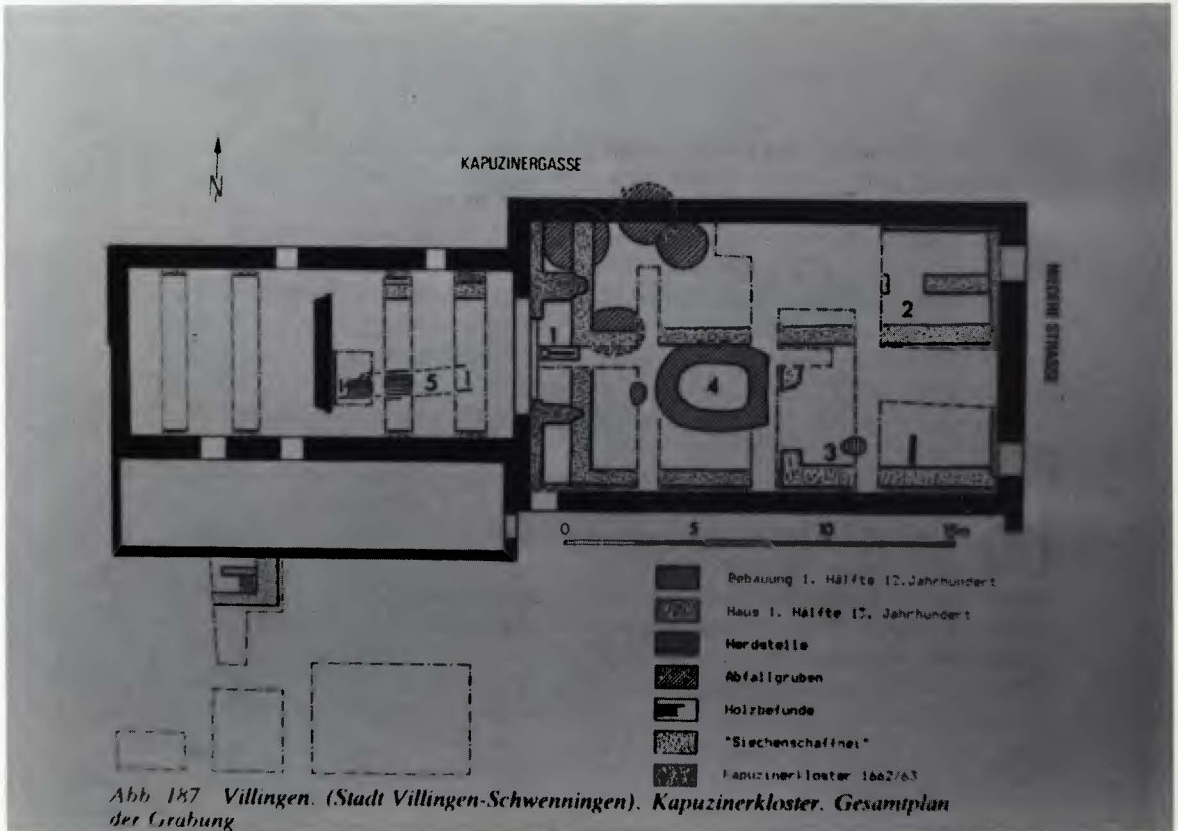 N
KAPUZINERGASSE
STRASSE
1
2
3
4
5
0 5 10 15m
Bebauung 1. Hälfte 12.Jahrhundert
Haus 1. Hälfte 13. Jahrhundert
Herdstelle
Abfallgruben
Holzbefunde
"Siechenschaffnei"
Kapuzinerkloster 1662/63
Abb 187 Villingen. (Stadt Villingen-Schwenningen). Kapuzinerkloster. Gesamtplan
der Grabung